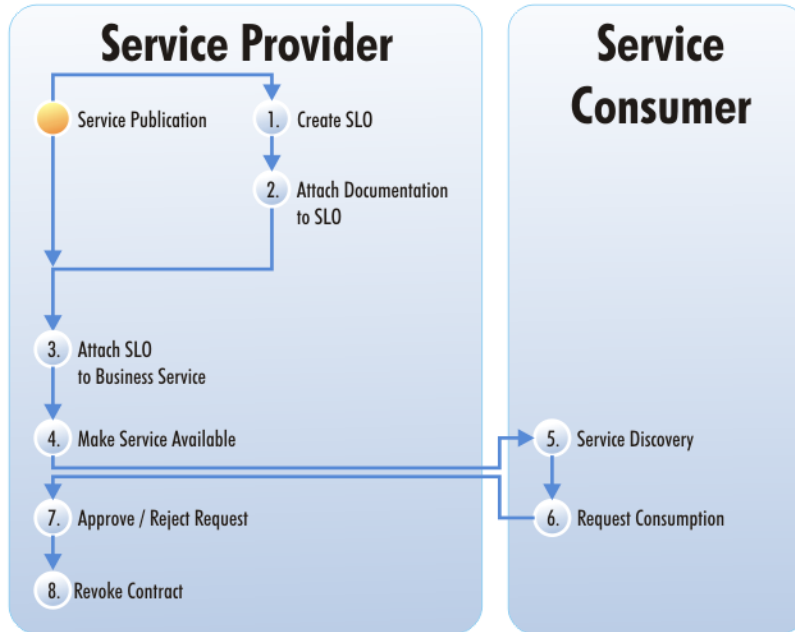 Service Provider
Service Publication
1. Create SLO
2. Attach Documentation
to SLO
3. Attach SLO
to Business Service
4. Make Service Available
7. Approve / Reject Request
8. Revoke Contract
Service
Consumer
5. Service Discovery
6. Request Consumption